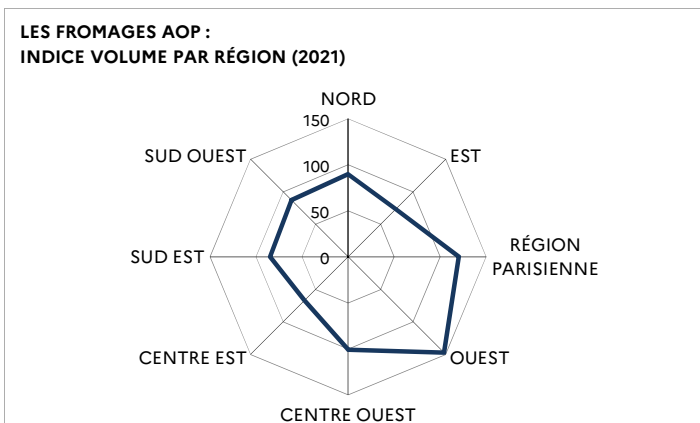 LES FROMAGES AOP :
INDICE VOLUME PAR RÉGION (2021)
NORD
150
SUD OUEST
EST
100
50
SUD EST
0
RÉGION
PARISIENNE
CENTRE EST
OUEST
CENTRE OUEST